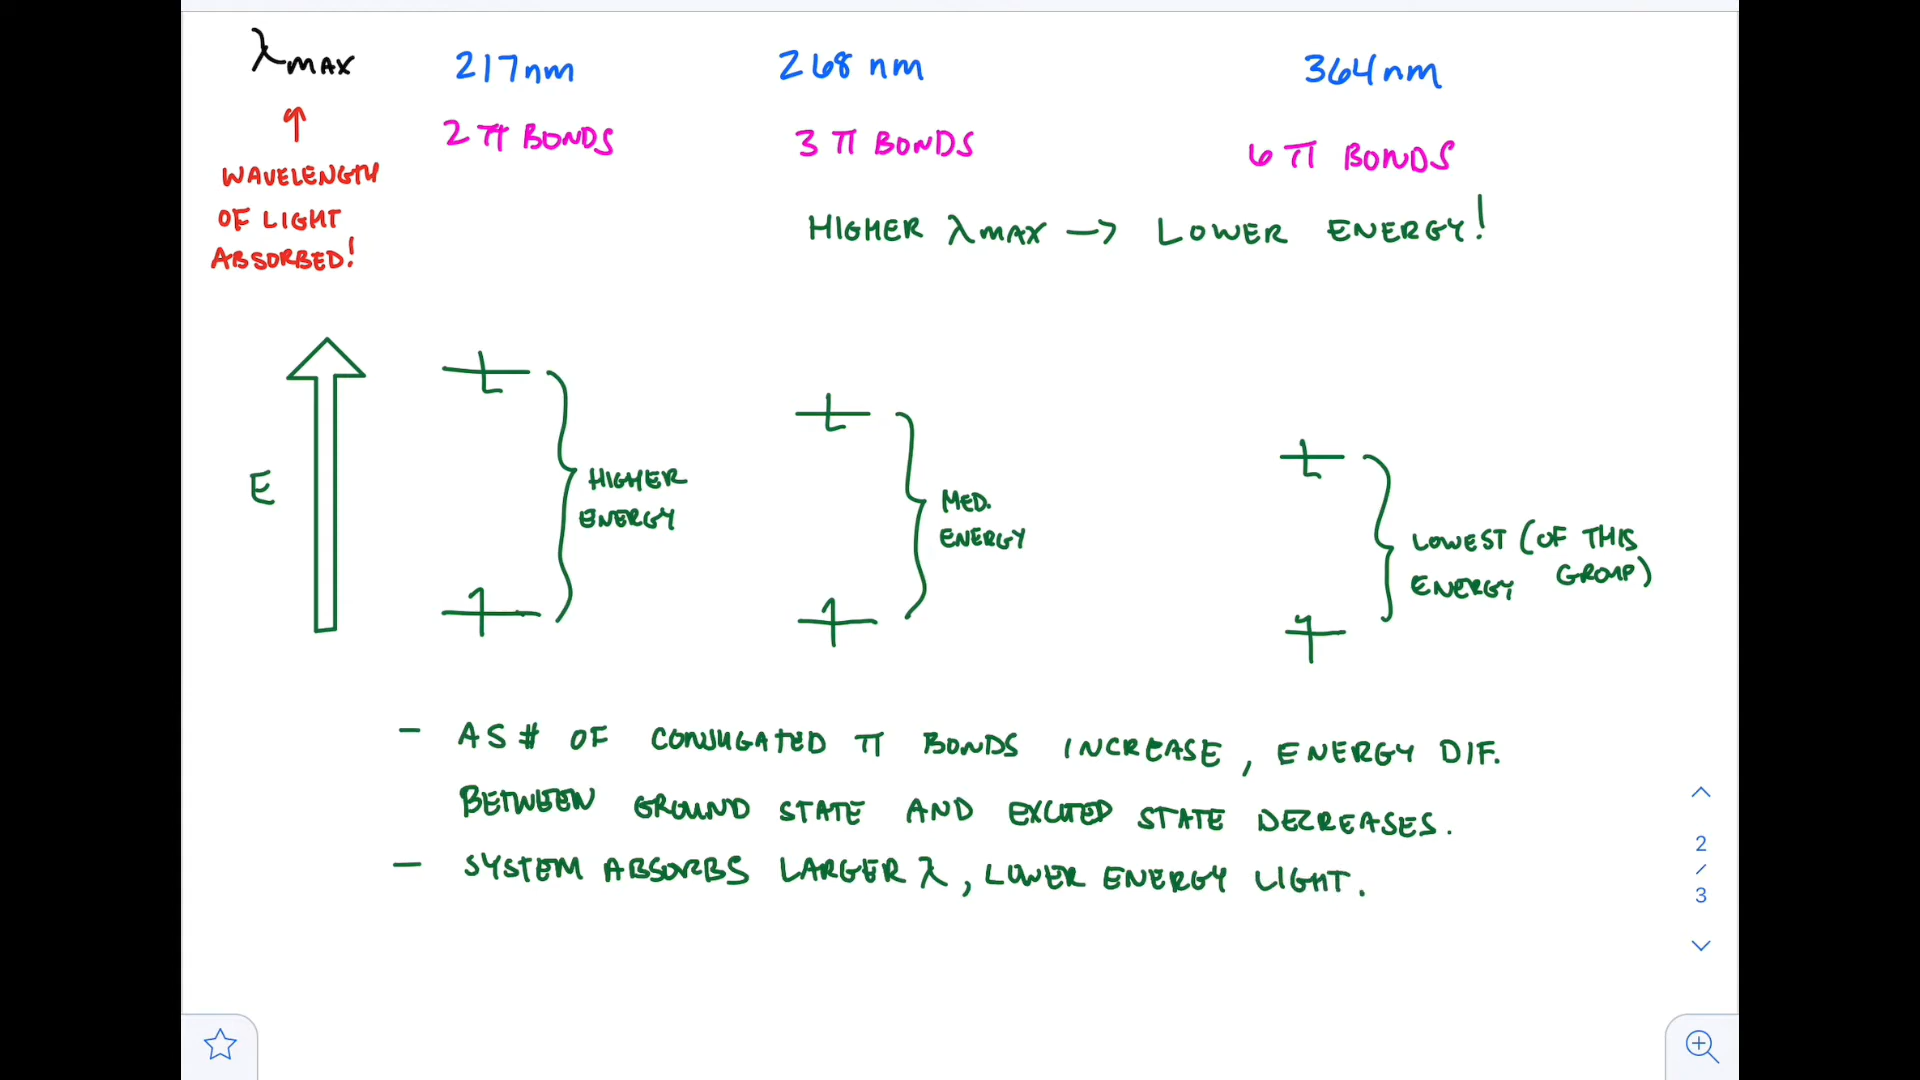 λMAX 217nm 268 nm 364nm
↑ 2 π BONDS 3 π BONDS 6 π BONDS
WAVELENGTH
OF LIGHT
ABSORBED!
HIGHER λMAX → LOWER ENERGY!
E
HIGHER
ENERGY
MED.
ENERGY
LOWEST (OF THIS
ENERGY GROUP)
- AS # OF CONJUGATED π BONDS INCREASE, ENERGY DIF.
BETWEEN GROUND STATE AND EXCITED STATE DECREASES.
- SYSTEM ABSORBS LARGER λ, LOWER ENERGY LIGHT.
2
/
3